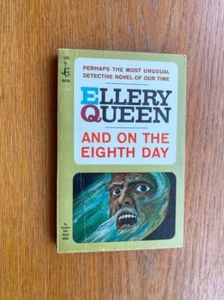 PERHAPS THE MOST UNUSUAL
DETECTIVE NOVEL OF OUR TIME
ELLERY
QUEEN
AND ON THE
EIGHTH DAY